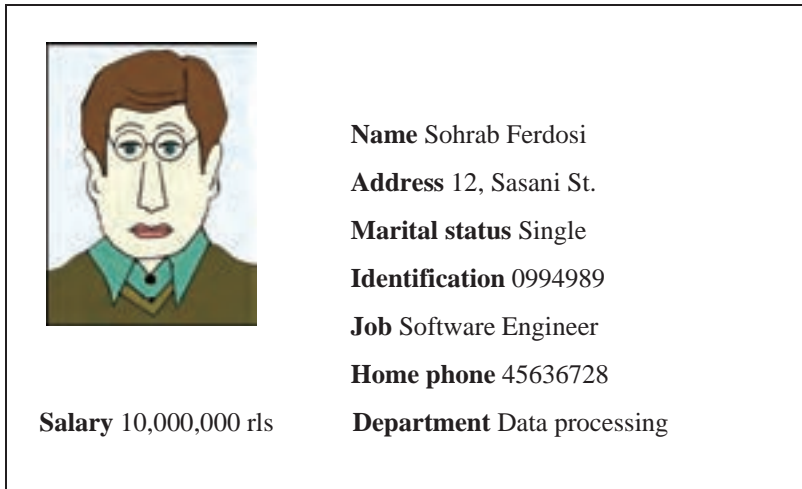 Name Sohrab Ferdosi
Address 12, Sasani St.
Marital status Single
Identification 0994989
Job Software Engineer
Home phone 45636728
Salary 10,000,000 rls Department Data processing